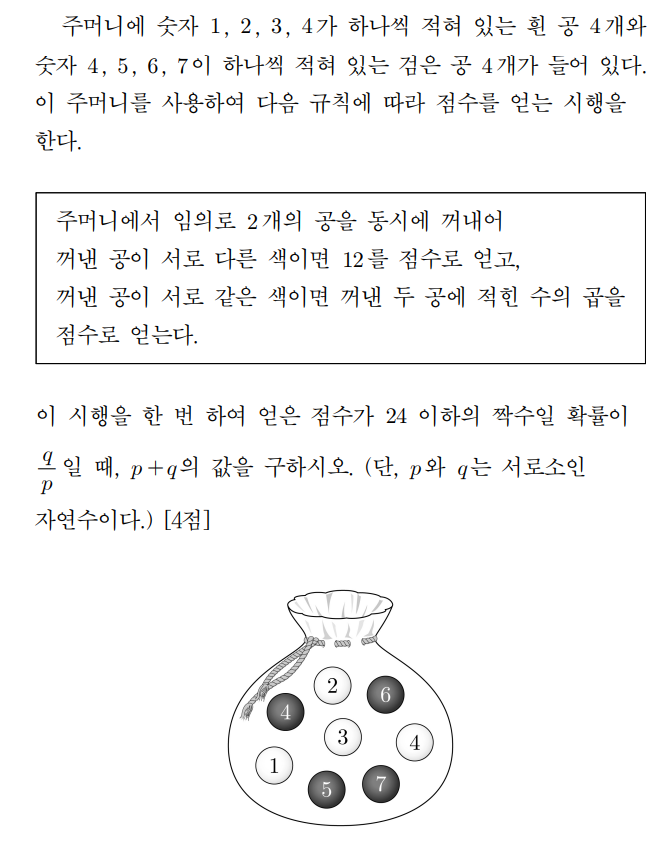 주머니에 숫자 1, 2, 3, 4가 하나씩 적혀 있는 흰 공 4개와
숫자 4, 5, 6, 7이 하나씩 적혀 있는 검은 공 4개가 들어 있다.
이 주머니를 사용하여 다음 규칙에 따라 점수를 얻는 시행을
한다.
주머니에서 임의로 2개의 공을 동시에 꺼내어
꺼낸 공이 서로 다른 색이면 12를 점수로 얻고,
꺼낸 공이 서로 같은 색이면 꺼낸 두 공에 적힌 수의 곱을
점수로 얻는다.
이 시행을 한 번 하여 얻은 점수가 24 이하의 짝수일 확률이
q/p일 때, p+q의 값을 구하시오. (단, p와 q는 서로소인
자연수이다.) [4점]
2
6
4
3
4
1
5
7